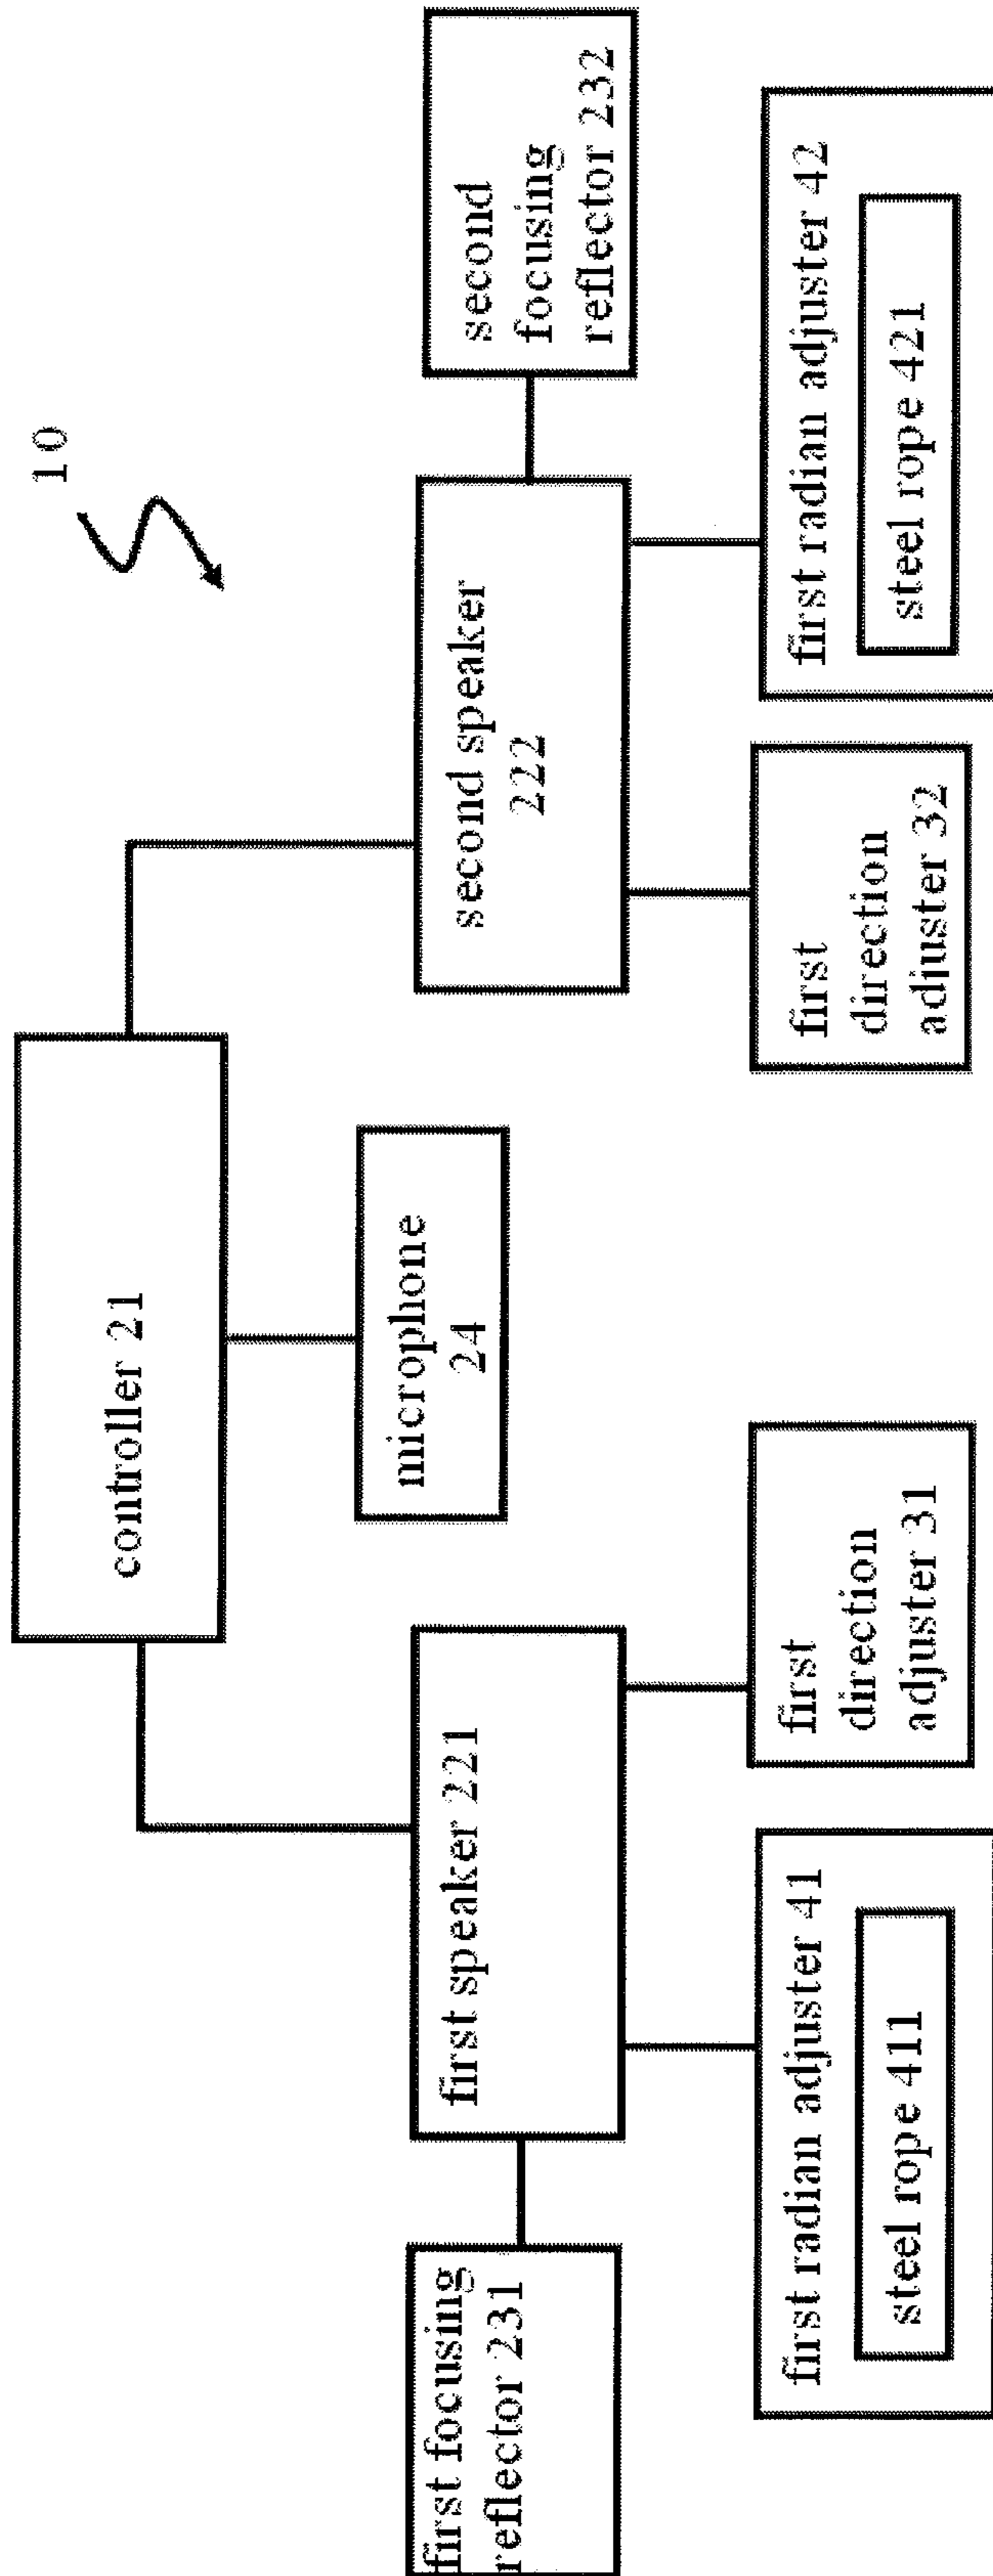 10
controller 21
microphone
24
first focusing
reflector 231
first speaker 221
second speaker
222
second
focusing
reflector 232
first radian adjuster 41
steel rope 411
first
direction
adjuster 31
first
direction
adjuster 32
first radian adjuster 42
steel rope 421